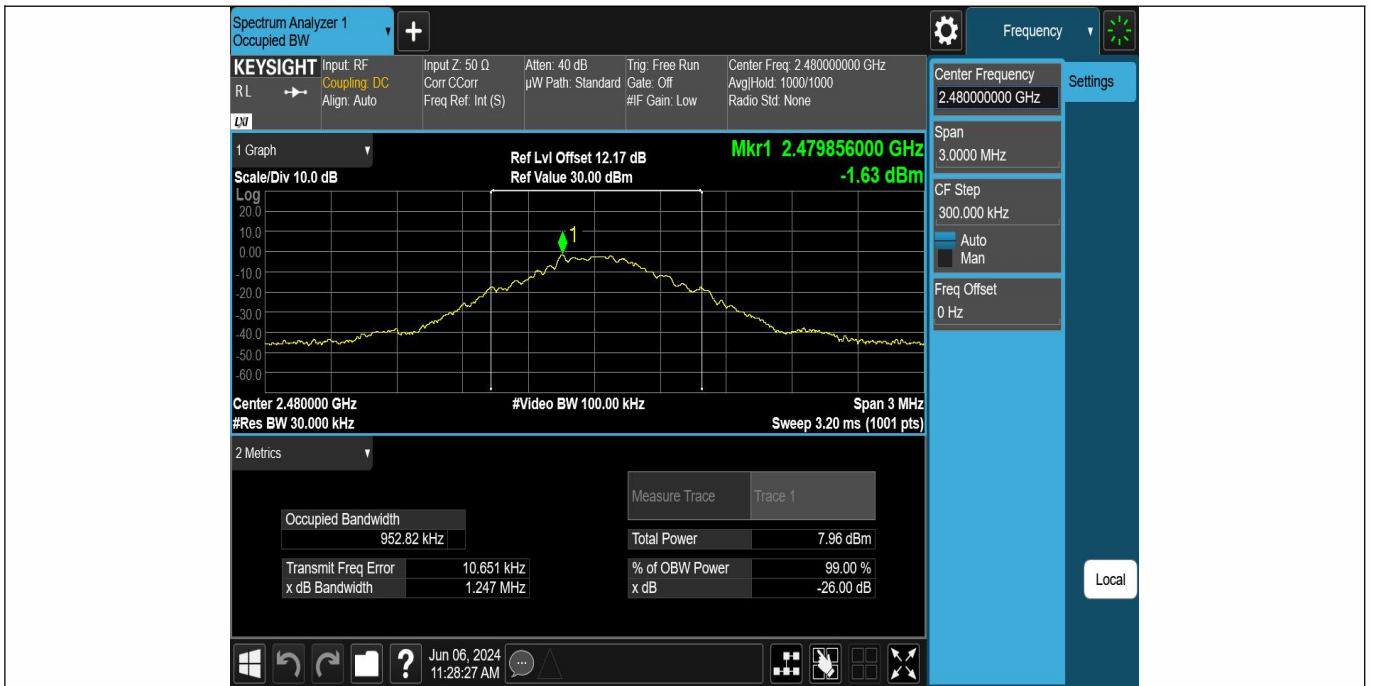 Spectrum Analyzer 1
Occupied BW
Frequency
KEYSIGHT
RL
LXI
Input: RF
Coupling: DC
Align: Auto
Input Z: 50 Ω
Corr CCorr
Freq Ref: Int (S)
Atten: 40 dB
µW Path: Standard
Trig: Free Run
Gate: Off
#IF Gain: Low
Center Freq: 2.480000000 GHz
Avg|Hold: 1000/1000
Radio Std: None
Center Frequency
2.480000000 GHz
Settings
Span
3.0000 MHz
CF Step
300.000 kHz
Auto
Man
Freq Offset
0 Hz
Local
1 Graph
Scale/Div 10.0 dB
Ref Lvl Offset 12.17 dB
Ref Value 30.00 dBm
Mkr1 2.479856000 GHz
-1.63 dBm
Log
20.0
10.0
0.00
-10.0
-20.0
-30.0
-40.0
-50.0
-60.0
1
Center 2.480000 GHz
#Video BW 100.00 kHz
Span 3 MHz
#Res BW 30.000 kHz
Sweep 3.20 ms (1001 pts)
2 Metrics
Measure Trace
Trace 1
Occupied Bandwidth
952.82 kHz
Total Power
7.96 dBm
Transmit Freq Error
10.651 kHz
% of OBW Power
99.00 %
x dB Bandwidth
1.247 MHz
x dB
-26.00 dB
?
Jun 06, 2024
11:28:27 AM